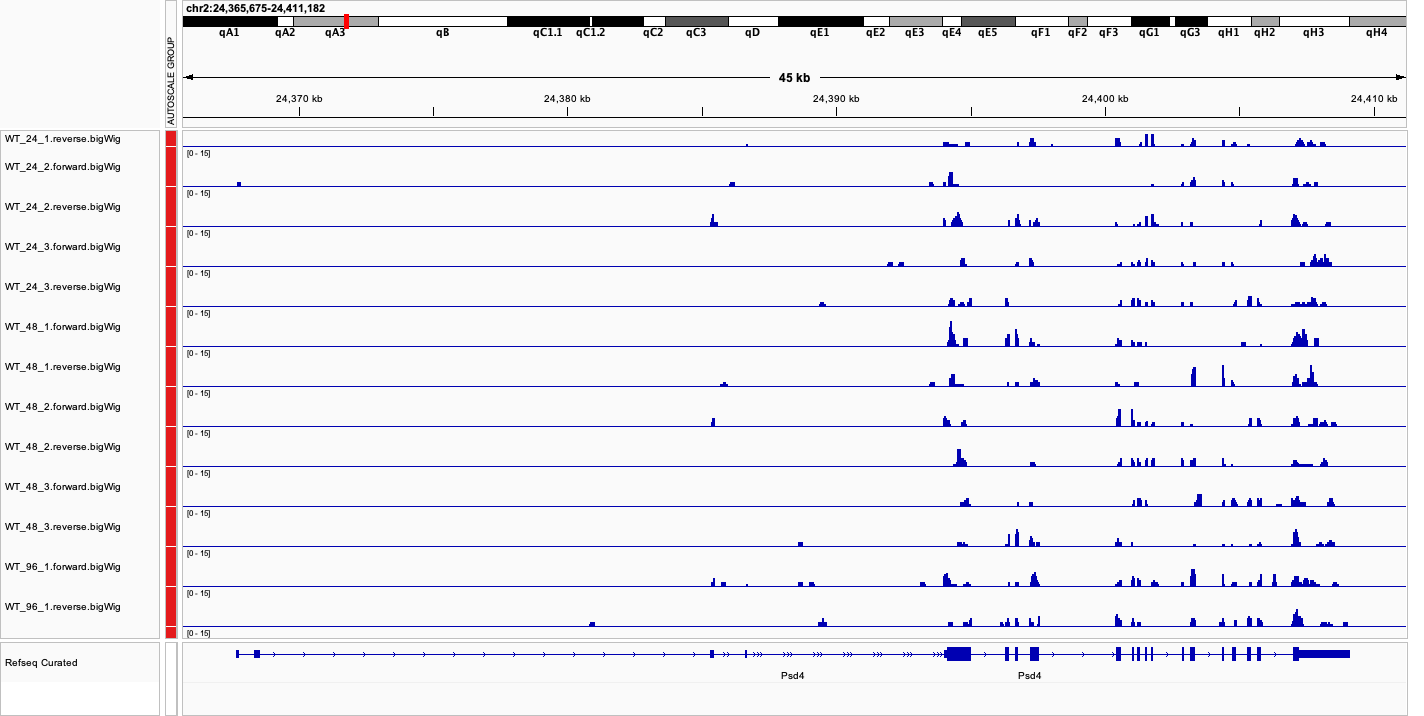 chr2:24,365,675-24,411,182
qA1 qA2 qA3 qB qC1.1 qC1.2 qC2 qC3 qD qE1 qE2 qE3 qE4 qE5 qF1 qF2 qF3 qG1 qG3 qH1 qH2 qH3 qH4
AUTOSCALE GROUP
45 kb
24,370 kb 24,380 kb 24,390 kb 24,400 kb 24,410 kb
WT_24_1.reverse.bigWig
[0 - 15]
WT_24_2.forward.bigWig
[0 - 15]
WT_24_2.reverse.bigWig
[0 - 15]
WT_24_3.forward.bigWig
[0 - 15]
WT_24_3.reverse.bigWig
[0 - 15]
WT_48_1.forward.bigWig
[0 - 15]
WT_48_1.reverse.bigWig
[0 - 15]
WT_48_2.forward.bigWig
[0 - 15]
WT_48_2.reverse.bigWig
[0 - 15]
WT_48_3.forward.bigWig
[0 - 15]
WT_48_3.reverse.bigWig
[0 - 15]
WT_96_1.forward.bigWig
[0 - 15]
WT_96_1.reverse.bigWig
[0 - 15]
Refseq Curated
Psd4 Psd4